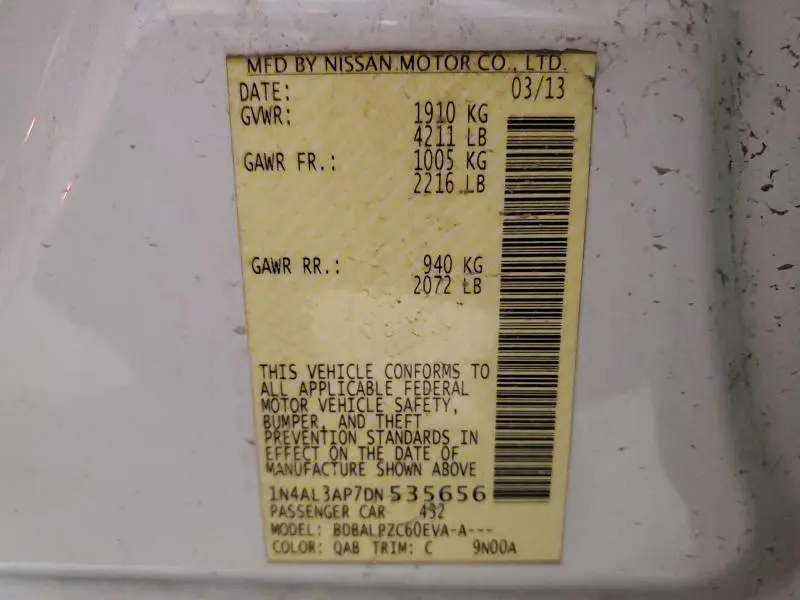 MFD BY NISSAN MOTOR CO., LTD.
DATE: 03/13
GVWR: 1910 KG
4211 LB
GAWR FR.: 1005 KG
2216 LB
GAWR RR.: 940 KG
2072 LB
THIS VEHICLE CONFORMS TO
ALL APPLICABLE FEDERAL
MOTOR VEHICLE SAFETY,
BUMPER, AND THEFT
PREVENTION STANDARDS IN
EFFECT ON THE DATE OF
MANUFACTURE SHOWN ABOVE
1N4AL3AP7DN535656
PASSENGER CAR 432
MODEL: BDBALPZC60EVA-A---
COLOR: QAB TRIM: C 9N00A